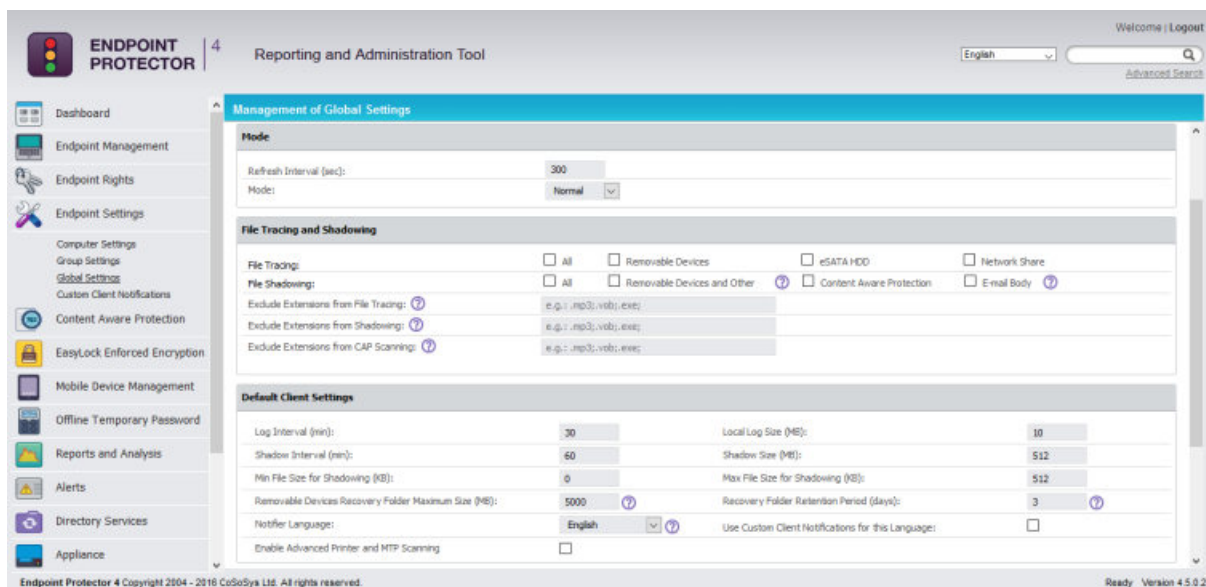 Welcome | Logout
ENDPOINT PROTECTOR 4
Reporting and Administration Tool
English
Advanced Search
Dashboard
Endpoint Management
Endpoint Rights
Endpoint Settings
Computer Settings
Group Settings
Global Settings
Custom Client Notifications
Content Aware Protection
EasyLock Enforced Encryption
Mobile Device Management
Offline Temporary Password
Reports and Analysis
Alerts
Directory Services
Appliance
Management of Global Settings
Mode
Refresh Interval (sec): 300
Mode: Normal
File Tracing and Shadowing
File Tracing: All Removable Devices eSATA HDD Network Share
File Shadowing: All Removable Devices and Other ? Content Aware Protection E-mail Body ?
Exclude Extensions from File Tracing: ? e.g.: .mp3;.vob;.exe;
Exclude Extensions from Shadowing: ? e.g.: .mp3;.vob;.exe;
Exclude Extensions from CAP Scanning: ? e.g.: .mp3;.vob;.exe;
Default Client Settings
Log Interval (min): 30 Local Log Size (MB): 10
Shadow Interval (min): 60 Shadow Size (MB): 512
Min File Size for Shadowing (KB): 0 Max File Size for Shadowing (KB): 512
Removable Devices Recovery Folder Maximum Size (MB): 5000 ? Recovery Folder Retention Period (days): 3 ?
Notifier Language: English ? Use Custom Client Notifications for this Language:
Enable Advanced Printer and MTP Scanning
Endpoint Protector 4 Copyright 2004 - 2016 CoSoSys Ltd. All rights reserved.
Ready Version 4.5.0.2